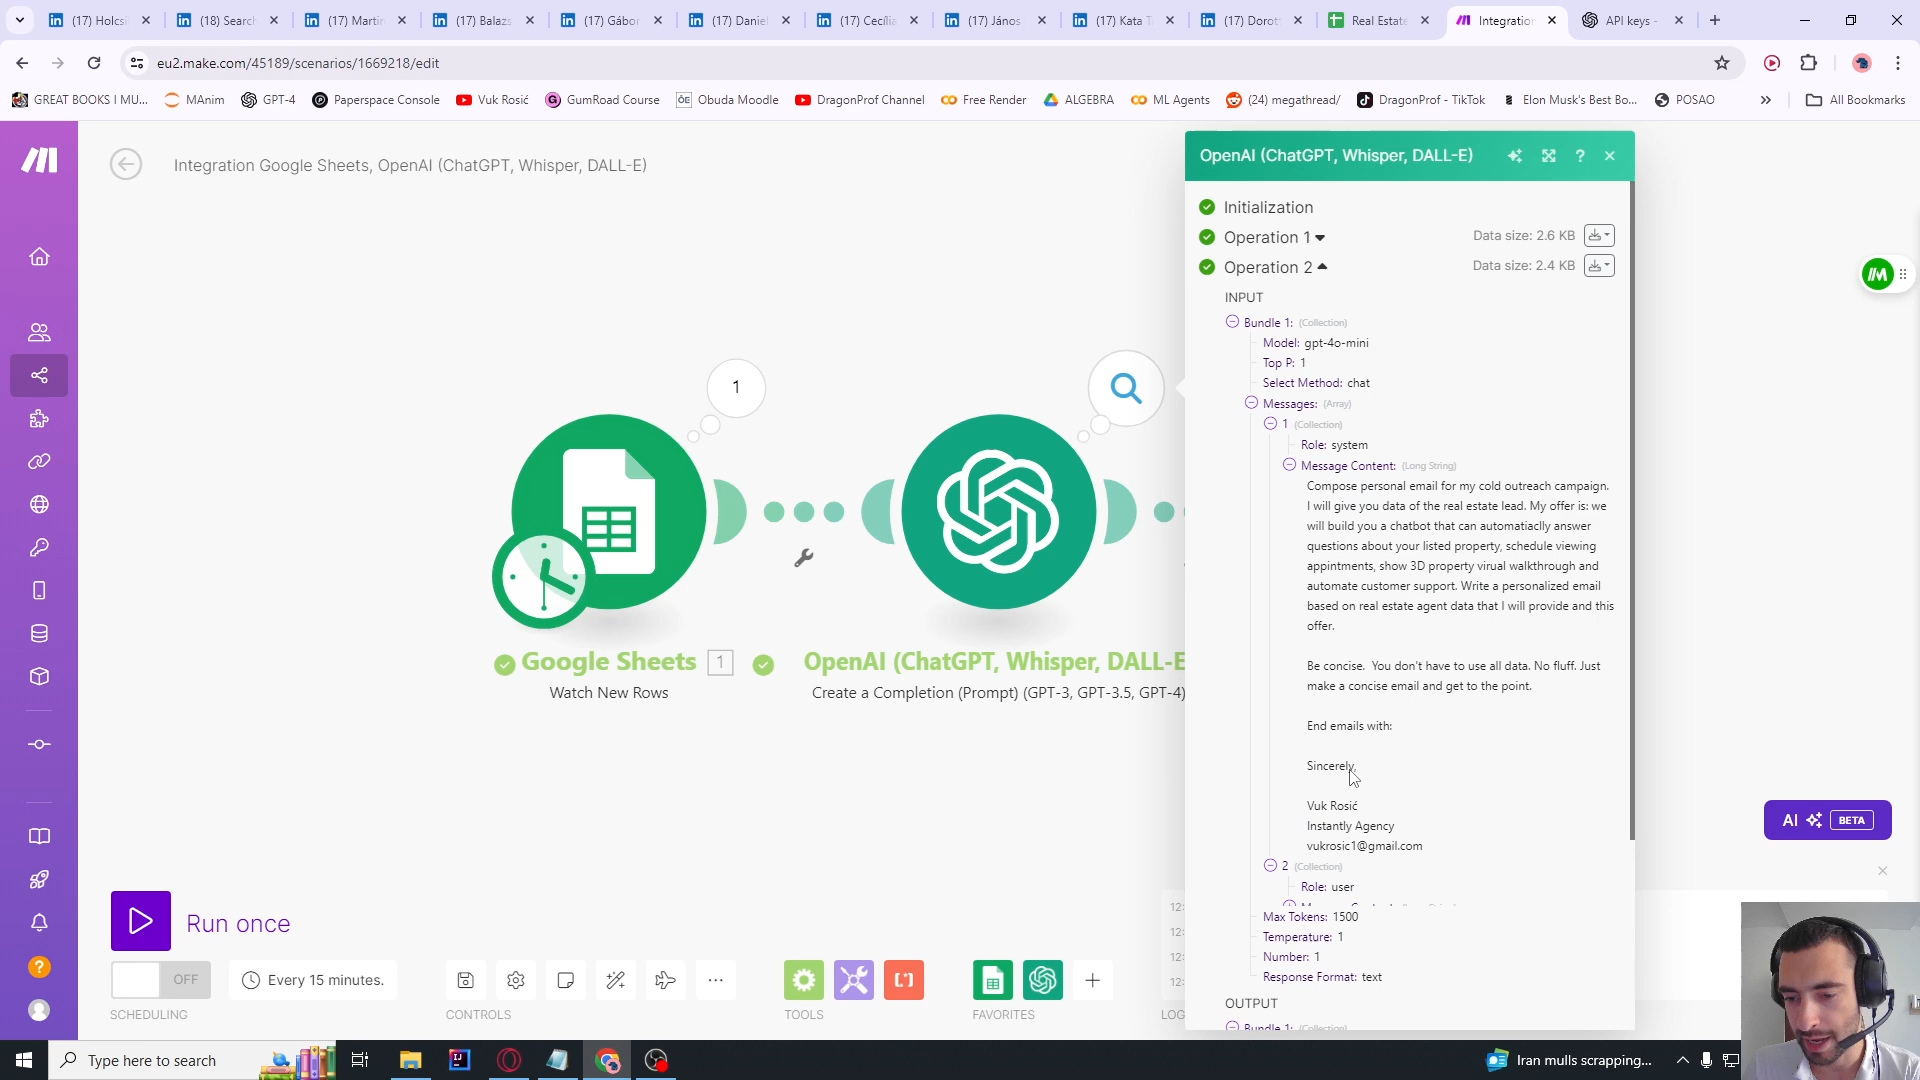 (17) Holcsi
(18) Search
(17) Martin
(17) Balazs
(17) Gábor
(17) Daniel
(17) Cecília
(17) János
(17) Kata T
(17) Dorott
Real Estate
Integration
API keys -
eu2.make.com/45189/scenarios/1669218/edit
GREAT BOOKS I MU...
MAnim
GPT-4
Paperspace Console
Vuk Rosić
GumRoad Course
Obuda Moodle
DragonProf Channel
Free Render
ALGEBRA
ML Agents
(24) megathread/
DragonProf - TikTok
Elon Musk's Best Bo...
POSAO
All Bookmarks
Integration Google Sheets, OpenAI (ChatGPT, Whisper, DALL-E)
OpenAI (ChatGPT, Whisper, DALL-E)
Initialization
Operation 1
Data size: 2.6 KB
Operation 2
Data size: 2.4 KB
INPUT
Bundle 1: (Collection)
Model: gpt-4o-mini
Top P: 1
Select Method: chat
Messages: (Array)
1 (Collection)
Role: system
Message Content: (Long String)
Compose personal email for my cold outreach campaign.
I will give you data of the real estate lead. My offer is: we
will build you a chatbot that can automatiaclly answer
questions about your listed property, schedule viewing
appintments, show 3D property virual walkthrough and
automate customer support. Write a personalized email
based on real estate agent data that I will provide and this
offer.
Be concise.  You don't have to use all data. No fluff. Just
make a concise email and get to the point.
End emails with:
Sincerely,
Vuk Rosić
Instantly Agency
vukrosic1@gmail.com
2 (Collection)
Role: user
Max Tokens: 1500
Temperature: 1
Number: 1
Response Format: text
OUTPUT
Bundle 1: (Collection)
1
Google Sheets 1
Watch New Rows
OpenAI (ChatGPT, Whisper, DALL-E
Create a Completion (Prompt) (GPT-3, GPT-3.5, GPT-4)
AI BETA
Run once
12:
12:
12:
12:
OFF
Every 15 minutes.
SCHEDULING
CONTROLS
TOOLS
FAVORITES
LOG
Type here to search
Iran mulls scrapping...